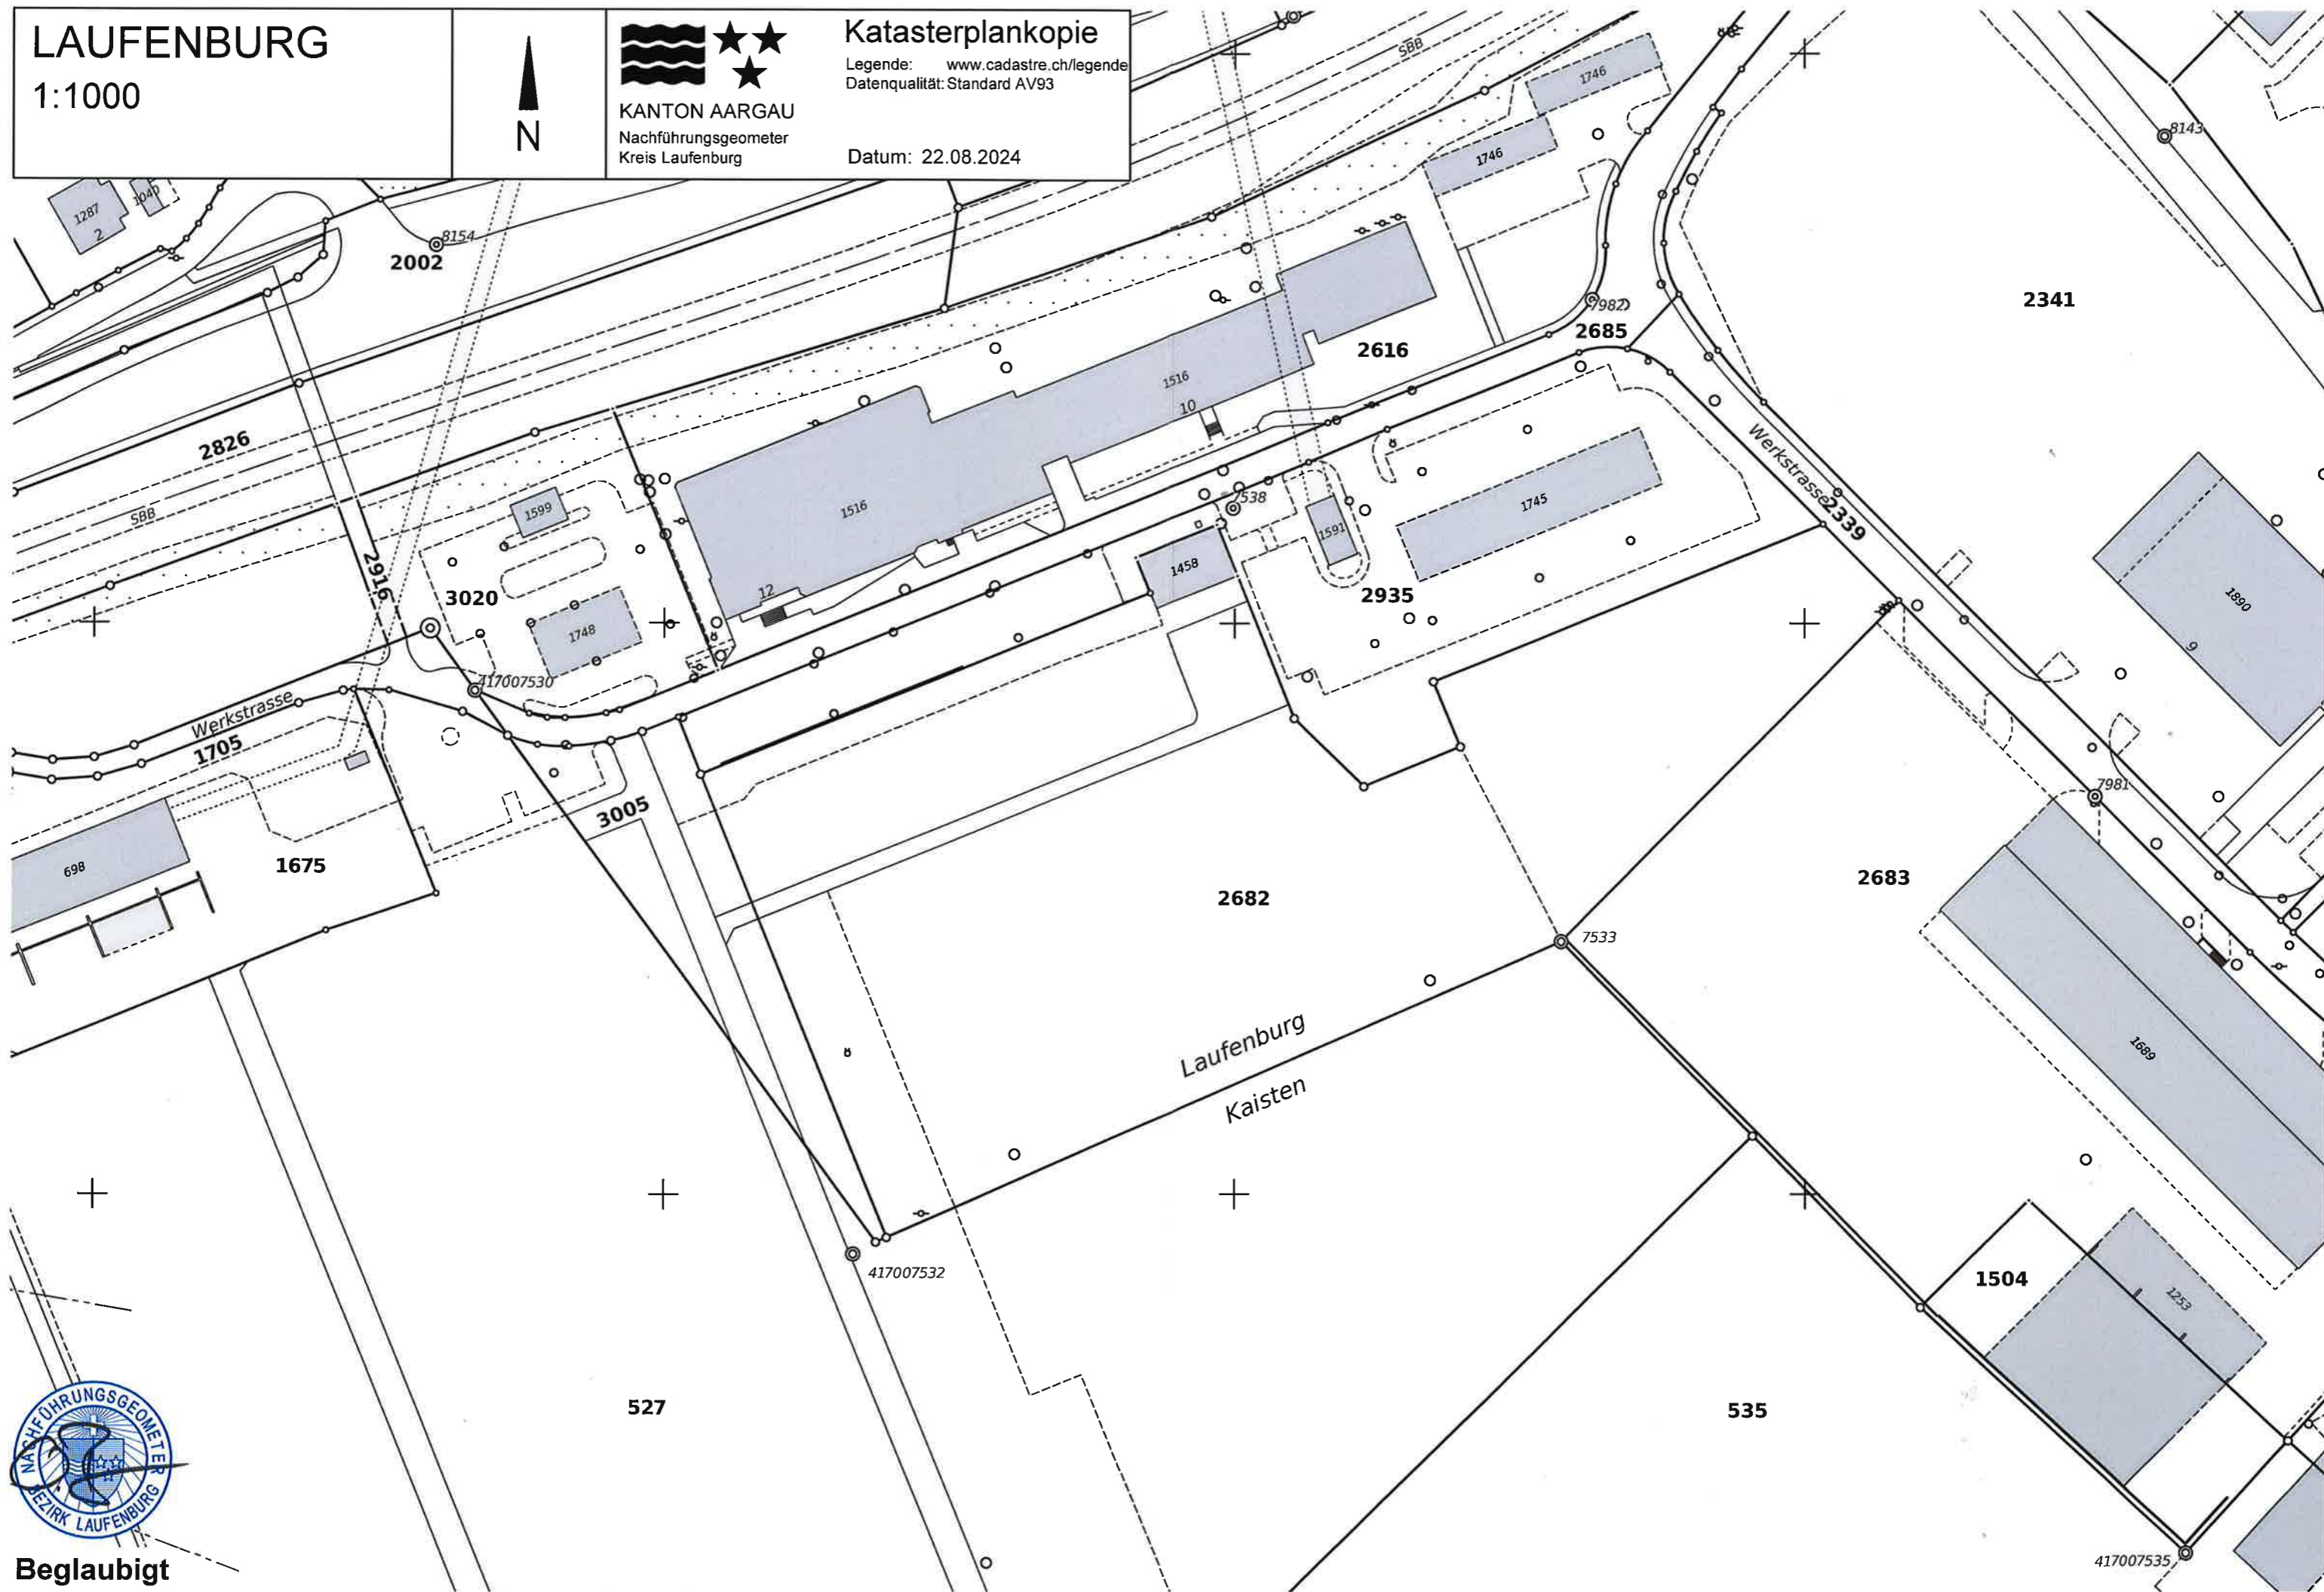 LAUFENBURG
1:1000
N
KANTON AARGAU
Nachführungsgeometer
Kreis Laufenburg
Katasterplankopie
Legende: www.cadastre.ch/legende
Datenqualität: Standard AV93
Datum: 22.08.2024
SBB
1746
1746
8143
1287
2
1040
8154
2002
2341
7982
2685
2616
1516
10
2826
SBB
Werkstrasse
2339
1599
1516
7538
1591
1745
2916
3020
1748
12
1458
2935
1890
9
417007530
Werkstrasse
1705
7981
3005
698
1675
2682
2683
7533
Laufenburg
Kaisten
1689
417007532
1504
1253
527
535
NACHFÜHRUNGSGEOMETER
BEZIRK LAUFENBURG
Beglaubigt
417007535